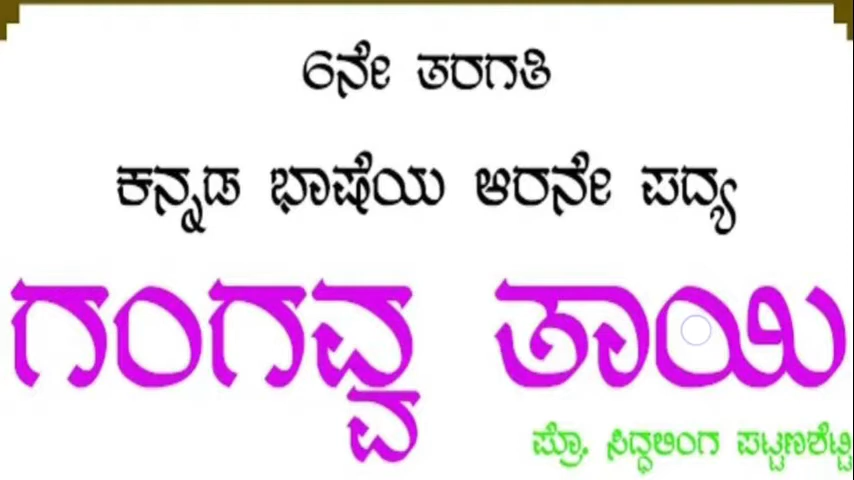 6ನೇ ತರಗತಿ
ಕನ್ನಡ ಭಾಷೆಯ ಆರನೇ ಪದ್ಯ
ಗಂಗವ್ವ ತಾಯಿ
ಪ್ರೊ. ಸಿದ್ಧಲಿಂಗ ಪಟ್ಟಣಶೆಟ್ಟಿ